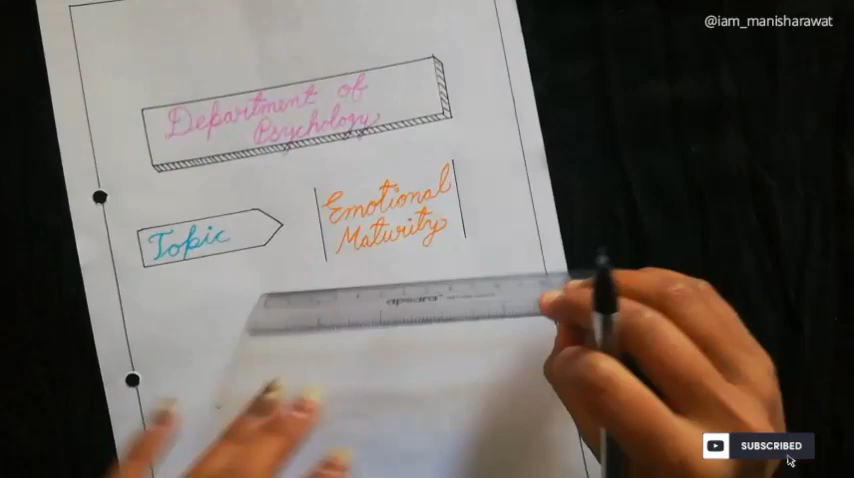 @iam_manisharawat
Department of
Psychology
Topic
Emotional
Maturity
apsara
SUBSCRIBED